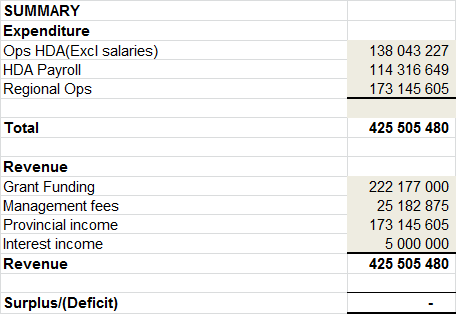 SUMMARY
Expenditure
Ops HDA(Excl salaries) 138 043 227
HDA Payroll 114 316 649
Regional Ops 173 145 605
Total 425 505 480
Revenue
Grant Funding 222 177 000
Management fees 25 182 875
Provincial income 173 145 605
Interest income 5 000 000
Revenue 425 505 480
Surplus/(Deficit) -